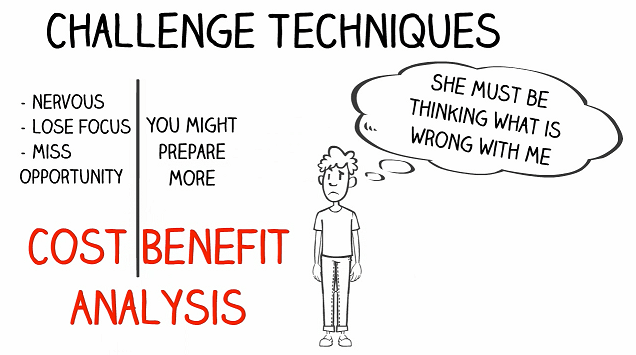 CHALLENGE TECHNIQUES
- NERVOUS
- LOSE FOCUS
- MISS
OPPORTUNITY
YOU MIGHT
PREPARE
MORE
COST BENEFIT
ANALYSIS
SHE MUST BE
THINKING WHAT IS
WRONG WITH ME